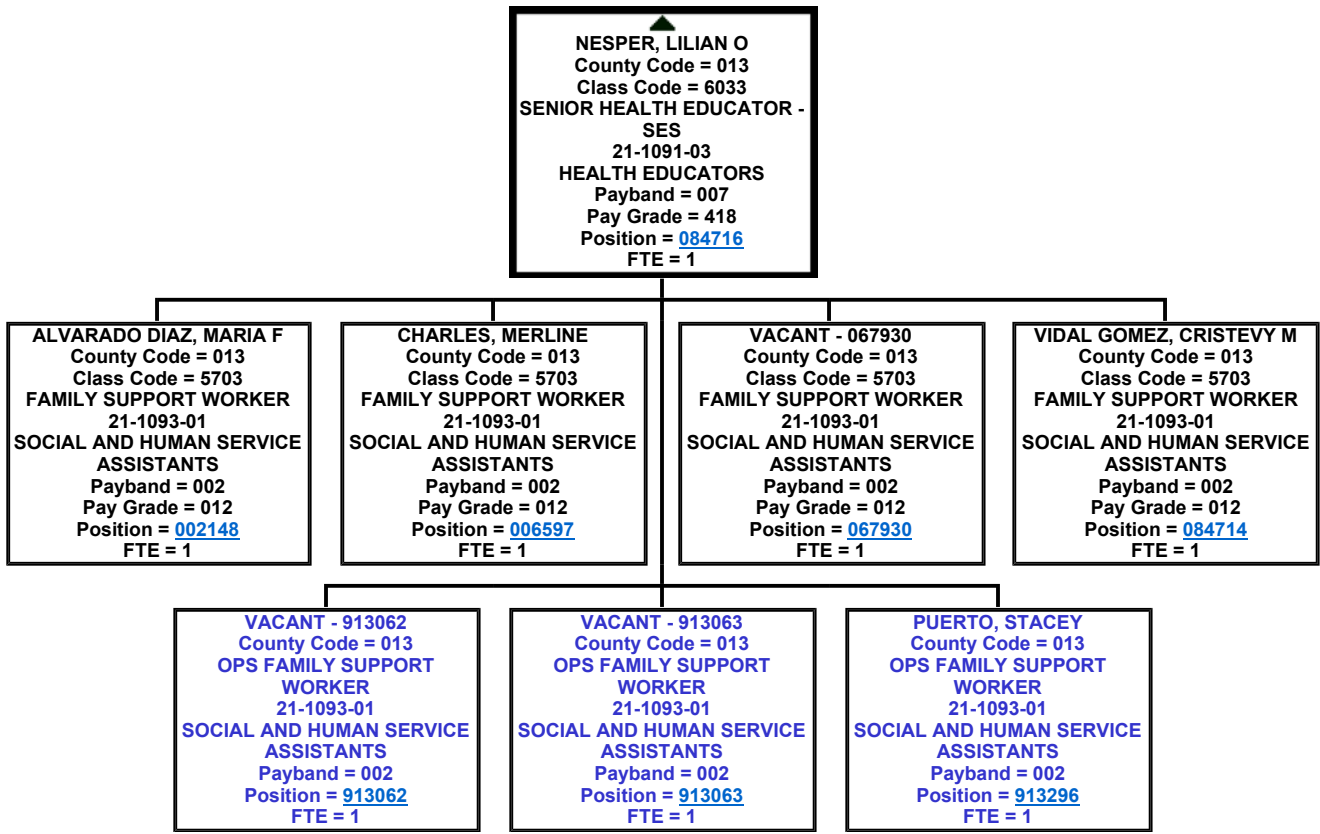 NESPER, LILIAN O
County Code = 013
Class Code = 6033
SENIOR HEALTH EDUCATOR -
SES
21-1091-03
HEALTH EDUCATORS
Payband = 007
Pay Grade = 418
Position = 084716
FTE = 1
ALVARADO DIAZ, MARIA F
County Code = 013
Class Code = 5703
FAMILY SUPPORT WORKER
21-1093-01
SOCIAL AND HUMAN SERVICE
ASSISTANTS
Payband = 002
Pay Grade = 012
Position = 002148
FTE = 1
CHARLES, MERLINE
County Code = 013
Class Code = 5703
FAMILY SUPPORT WORKER
21-1093-01
SOCIAL AND HUMAN SERVICE
ASSISTANTS
Payband = 002
Pay Grade = 012
Position = 006597
FTE = 1
VACANT - 067930
County Code = 013
Class Code = 5703
FAMILY SUPPORT WORKER
21-1093-01
SOCIAL AND HUMAN SERVICE
ASSISTANTS
Payband = 002
Pay Grade = 012
Position = 067930
FTE = 1
VIDAL GOMEZ, CRISTEVY M
County Code = 013
Class Code = 5703
FAMILY SUPPORT WORKER
21-1093-01
SOCIAL AND HUMAN SERVICE
ASSISTANTS
Payband = 002
Pay Grade = 012
Position = 084714
FTE = 1
VACANT - 913062
County Code = 013
OPS FAMILY SUPPORT
WORKER
21-1093-01
SOCIAL AND HUMAN SERVICE
ASSISTANTS
Payband = 002
Position = 913062
FTE = 1
VACANT - 913063
County Code = 013
OPS FAMILY SUPPORT
WORKER
21-1093-01
SOCIAL AND HUMAN SERVICE
ASSISTANTS
Payband = 002
Position = 913063
FTE = 1
PUERTO, STACEY
County Code = 013
OPS FAMILY SUPPORT
WORKER
21-1093-01
SOCIAL AND HUMAN SERVICE
ASSISTANTS
Payband = 002
Position = 913296
FTE = 1